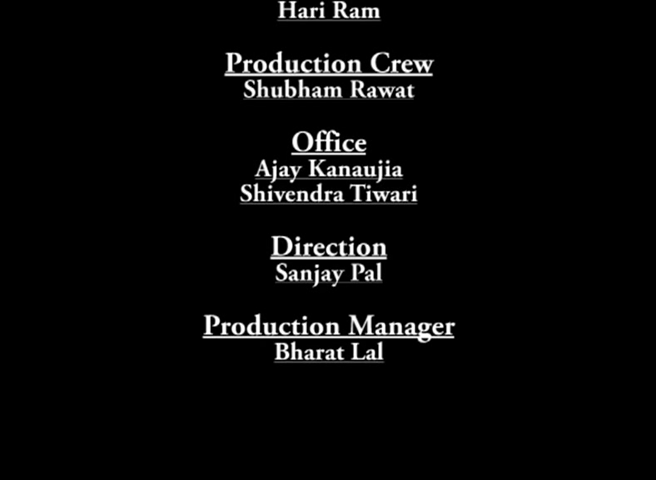 Hari Ram
Production Crew
Shubham Rawat
Office
Ajay Kanaujia
Shivendra Tiwari
Direction
Sanjay Pal
Production Manager
Bharat Lal